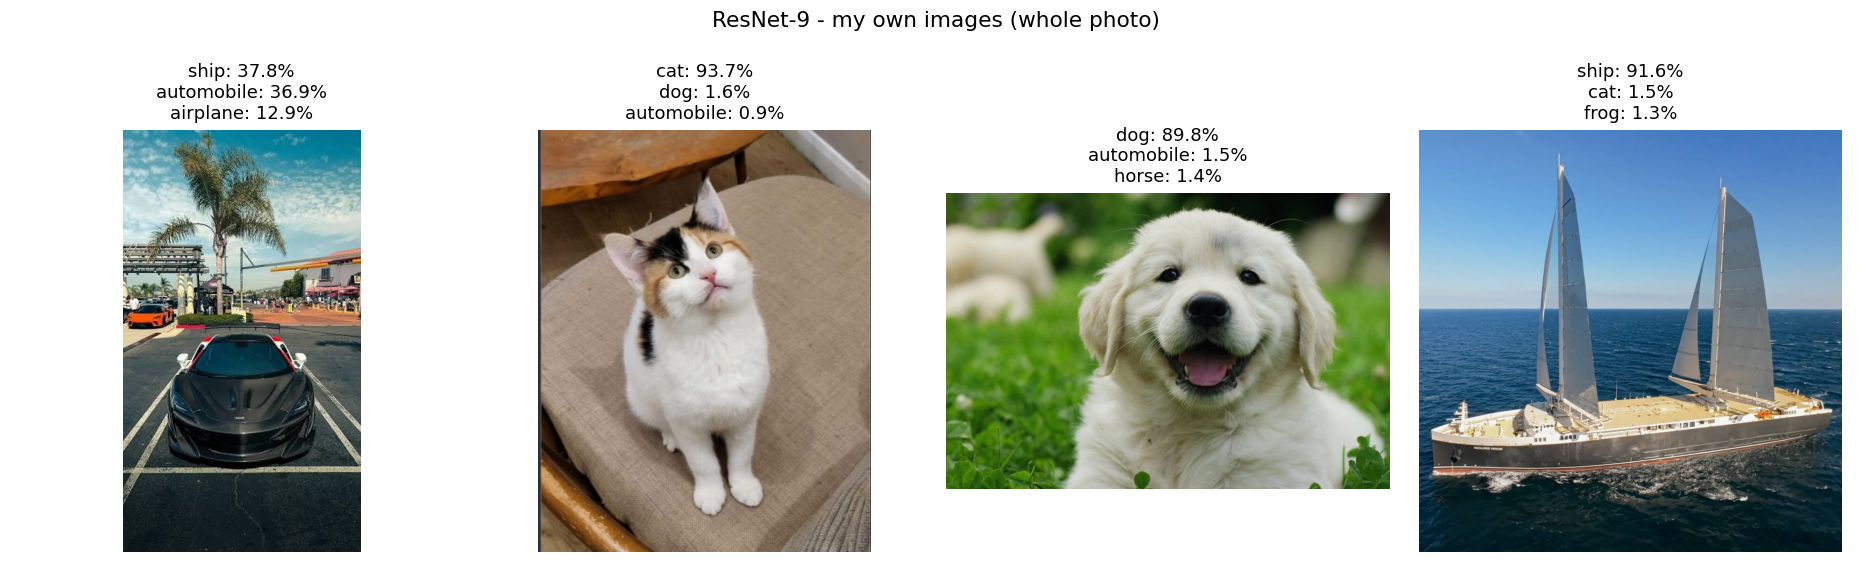 ResNet-9 - my own images (whole photo)
ship: 37.8%
automobile: 36.9%
airplane: 12.9%
cat: 93.7%
dog: 1.6%
automobile: 0.9%
dog: 89.8%
automobile: 1.5%
horse: 1.4%
ship: 91.6%
cat: 1.5%
frog: 1.3%